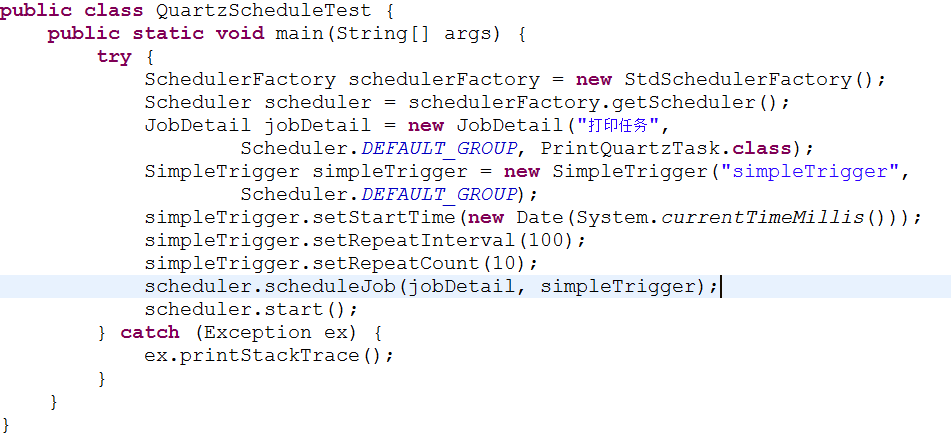 public class QuartzScheduleTest {
    public static void main(String[] args) {
        try {
            SchedulerFactory schedulerFactory = new StdSchedulerFactory();
            Scheduler scheduler = schedulerFactory.getScheduler();
            JobDetail jobDetail = new JobDetail("打印任务",
                    Scheduler.DEFAULT_GROUP, PrintQuartzTask.class);
            SimpleTrigger simpleTrigger = new SimpleTrigger("simpleTrigger",
                    Scheduler.DEFAULT_GROUP);
            simpleTrigger.setStartTime(new Date(System.currentTimeMillis()));
            simpleTrigger.setRepeatInterval(100);
            simpleTrigger.setRepeatCount(10);
            scheduler.scheduleJob(jobDetail, simpleTrigger);
            scheduler.start();
        } catch (Exception ex) {
            ex.printStackTrace();
        }
    }
}